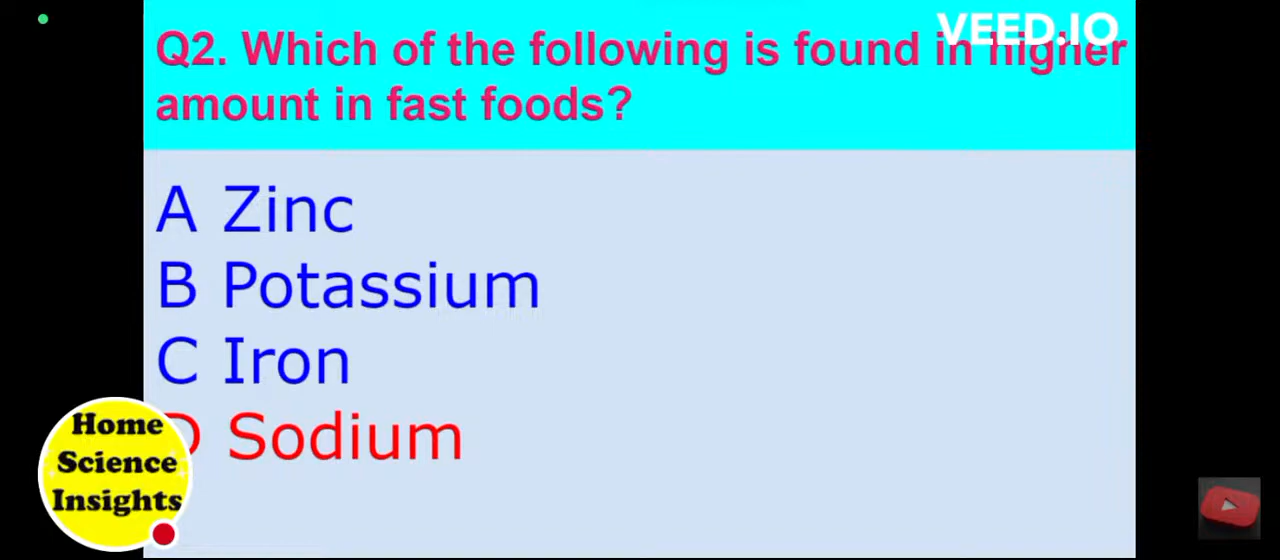 VEED.IO
Q2. Which of the following is found in higher
amount in fast foods?
A Zinc
B Potassium
C Iron
D Sodium
Home
Science
Insights